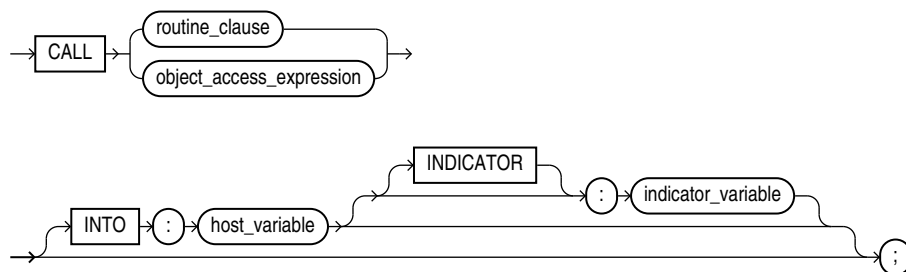 routine_clause
CALL
object_access_expression
INDICATOR
INTO : host_variable : indicator_variable
;